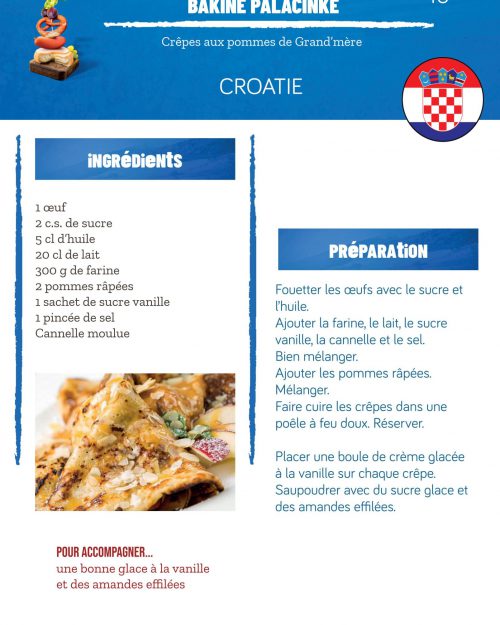 BAKINE PALACINKE
Crêpes aux pommes de Grand'mère
CROATIE
INGRÉDIENTS
1 œuf
2 c.s. de sucre
5 cl d'huile
20 cl de lait
300 g de farine
2 pommes râpées
1 sachet de sucre vanille
1 pincée de sel
Cannelle moulue
POUR ACCOMPAGNER...
une bonne glace à la vanille
et des amandes effilées
PRÉPARATION
Fouetter les œufs avec le sucre et
l'huile.
Ajouter la farine, le lait, le sucre
vanille, la cannelle et le sel.
Bien mélanger.
Ajouter les pommes râpées.
Mélanger.
Faire cuire les crêpes dans une
poêle à feu doux. Réserver.
Placer une boule de crème glacée
à la vanille sur chaque crêpe.
Saupoudrer avec du sucre glace et
des amandes effilées.